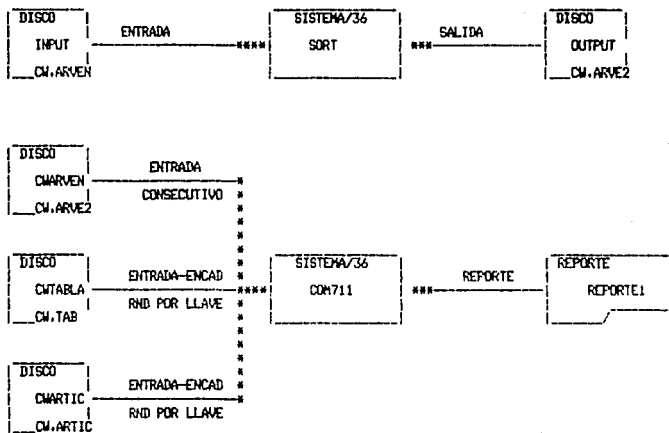 DISCO
INPUT
CW.ARVEN
ENTRADA
SISTEMA/36
SORT
SALIDA
DISCO
OUTPUT
CW.ARVE2
DISCO
CWARVEN
CW.ARVE2
ENTRADA
CONSECUTIVO
DISCO
CWTABLA
CW.TAB
ENTRADA-ENCAD
RND POR LLAVE
SISTEMA/36
COM711
REPORTE
REPORTE
REPORTE1
DISCO
CWARTIC
CW.ARTIC
ENTRADA-ENCAD
RND POR LLAVE